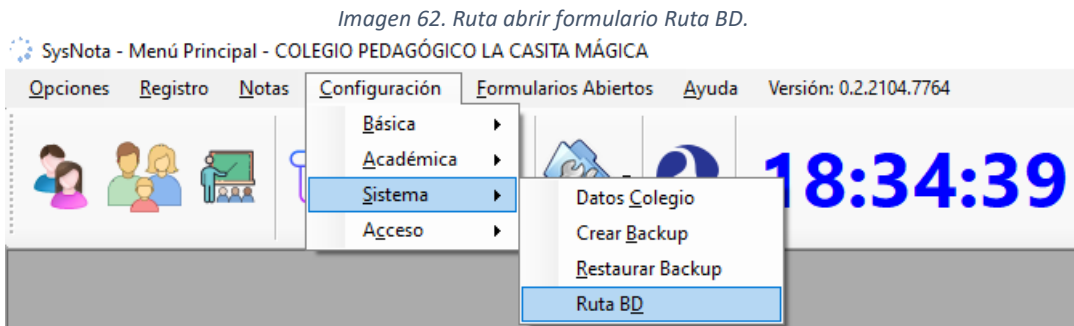 Imagen 62. Ruta abrir formulario Ruta BD.
SysNota - Menú Principal - COLEGIO PEDAGÓGICO LA CASITA MÁGICA
Opciones Registro Notas Configuración Formularios Abiertos Ayuda Versión: 0.2.2104.7764
Básica
Académica
Sistema
Acceso
Datos Colegio
Crear Backup
Restaurar Backup
Ruta BD
18:34:39